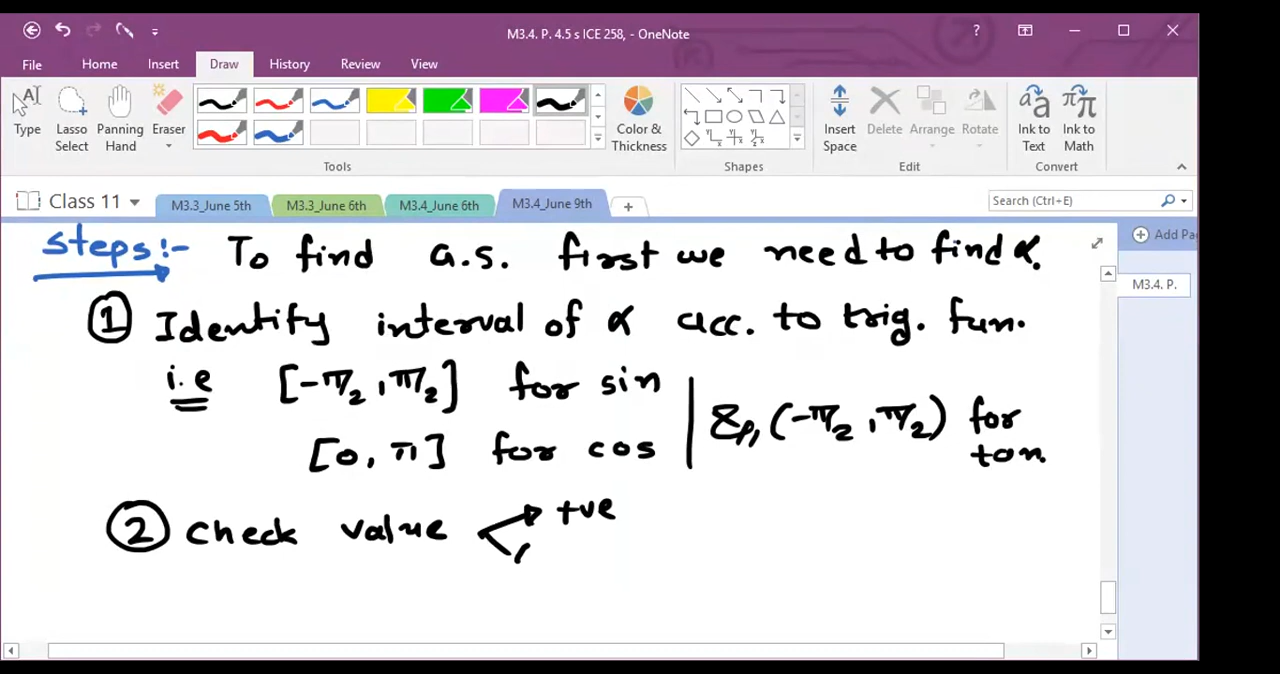 M3.4. P. 4.5 s ICE 258, - OneNote
File Home Insert Draw History Review View
Type
Lasso Select
Panning Hand
Eraser
Color & Thickness
Insert Space
Delete
Arrange
Rotate
Ink to Text
Ink to Math
Tools
Shapes
Edit
Convert
Class 11
M3.3_June 5th
M3.3_June 6th
M3.4_June 6th
M3.4_June 9th
Search (Ctrl+E)
Add Pa
M3.4. P.
Steps:- To find G.S. first we need to find α.
① Identify interval of α acc. to trig. fun.
i.e [-π/2, π/2] for sin
[0, π] for cos
&, (-π/2, π/2) for tan.
② Check value +ve